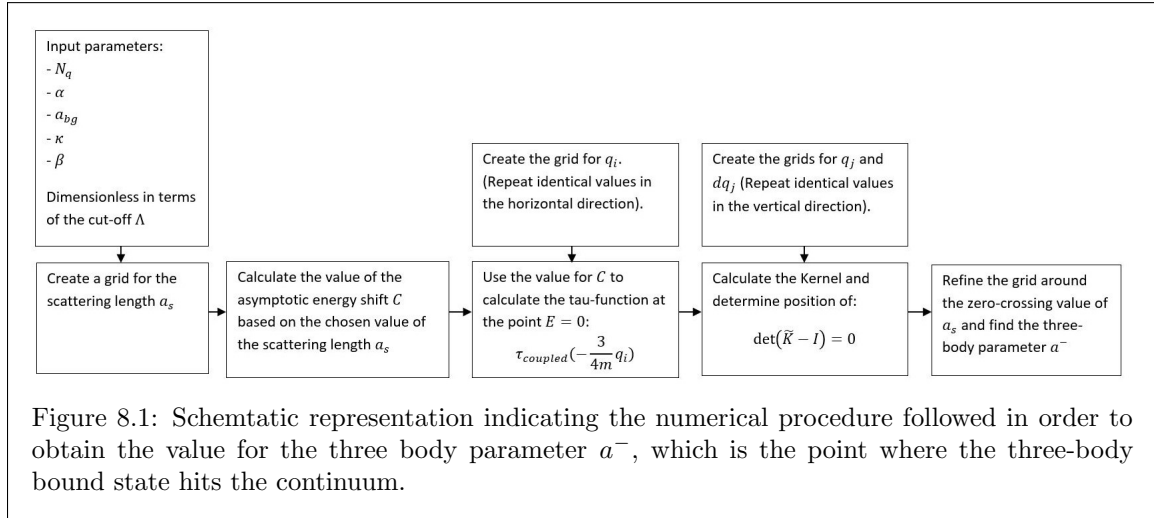 Input parameters:
- N_q
- α
- a_bg
- κ
- β
Dimensionless in terms
of the cut-off Λ
Create the grid for q_i.
(Repeat identical values in
the horizontal direction).
Create the grids for q_j and
dq_j (Repeat identical values
in the vertical direction).
Create a grid for the
scattering length a_s
Calculate the value of the
asymptotic energy shift C
based on the chosen value of
the scattering length a_s
Use the value for C to
calculate the tau-function at
the point E = 0:
τ_coupled(-3/4m q_i)
Calculate the Kernel and
determine position of:
det(K̃ - I) = 0
Refine the grid around
the zero-crossing value of
a_s and find the three-
body parameter a⁻
Figure 8.1: Schemtatic representation indicating the numerical procedure followed in order to
obtain the value for the three body parameter a⁻, which is the point where the three-body
bound state hits the continuum.